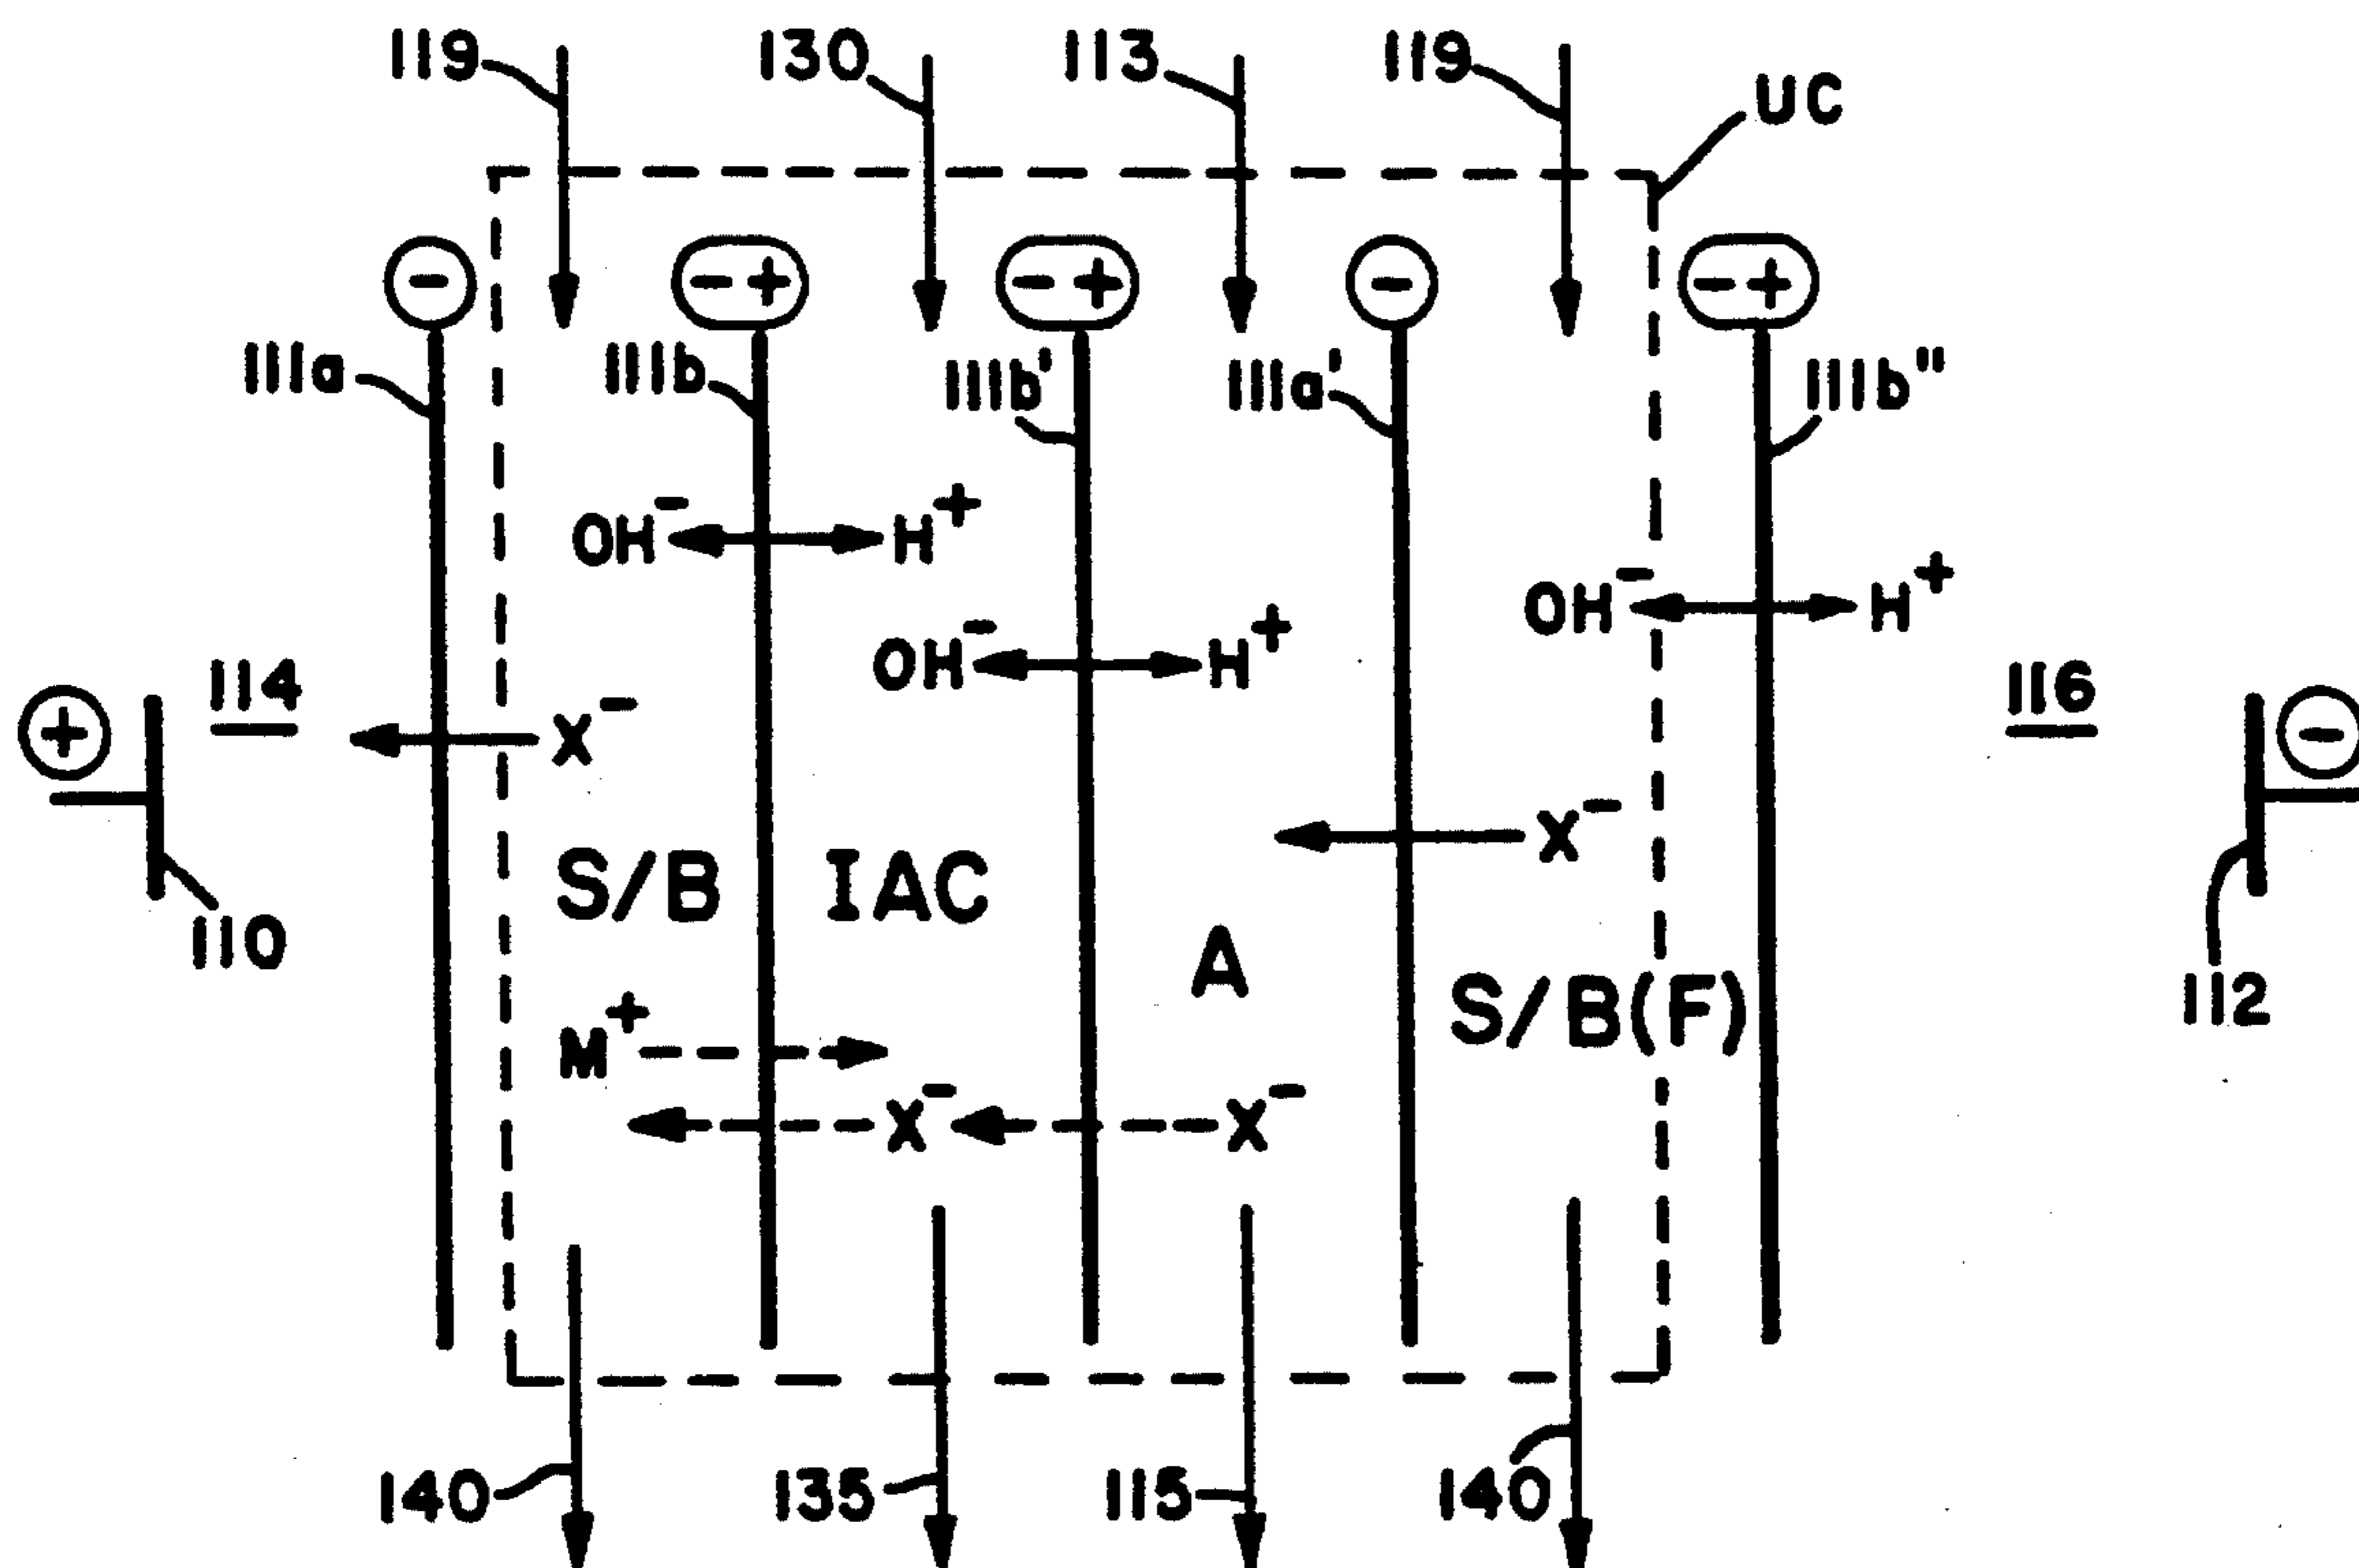 119 130 113 119 UC
- - + - + - - +
111a 111b 111b' 111a' 111b"
OH⁻ H⁺
OH⁻ H⁺
OH⁻ H⁺
+ 114 X⁻ 116 -
X⁻
S/B IAC
110 A
S/B(F) 112
M⁺
X⁻ X⁻
140 135 115 140